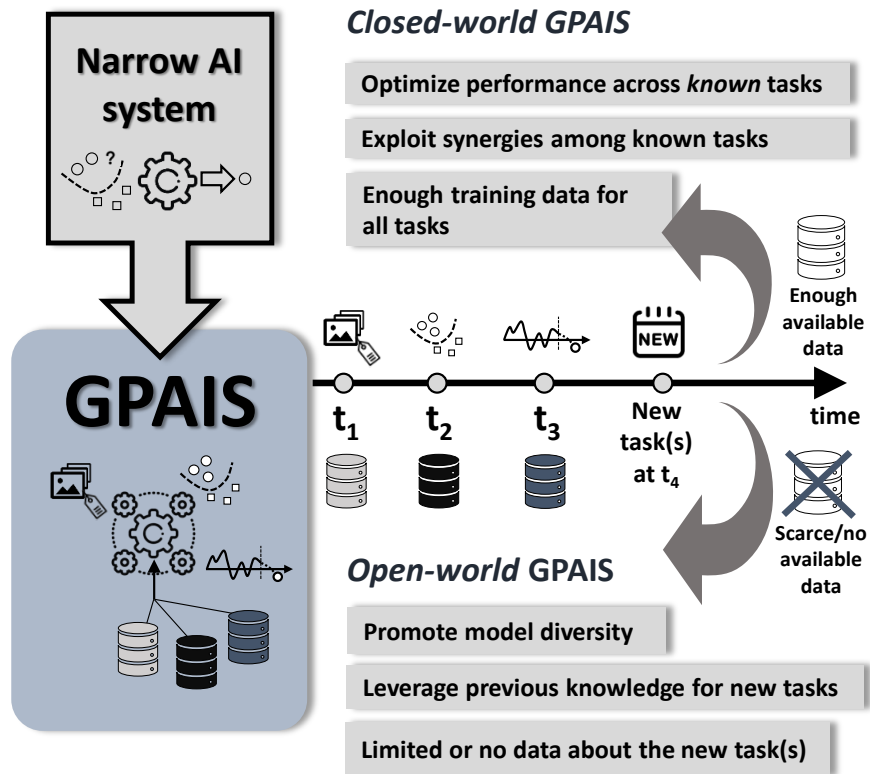 Narrow AI
system
?
Closed-world GPAIS
Optimize performance across known tasks
Exploit synergies among known tasks
Enough training data for
all tasks
Enough
available
data
NEW
GPAIS
t1
t2
t3
New
task(s)
at t4
time
Scarce/no
available
data
Open-world GPAIS
Promote model diversity
Leverage previous knowledge for new tasks
Limited or no data about the new task(s)